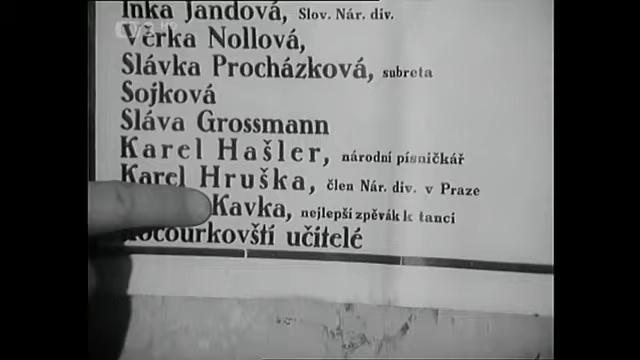 Inka Jandová, Slov. Nár. div.
Věrka Nollová,
Slávka Procházková, subreta
Sojková
Sláva Grossmann
Karel Hašler, národní písničkář
Karel Hruška, člen Nár. div. v Praze
Kavka, nejlepší zpěvák k tanci
Kocourkovští učitelé